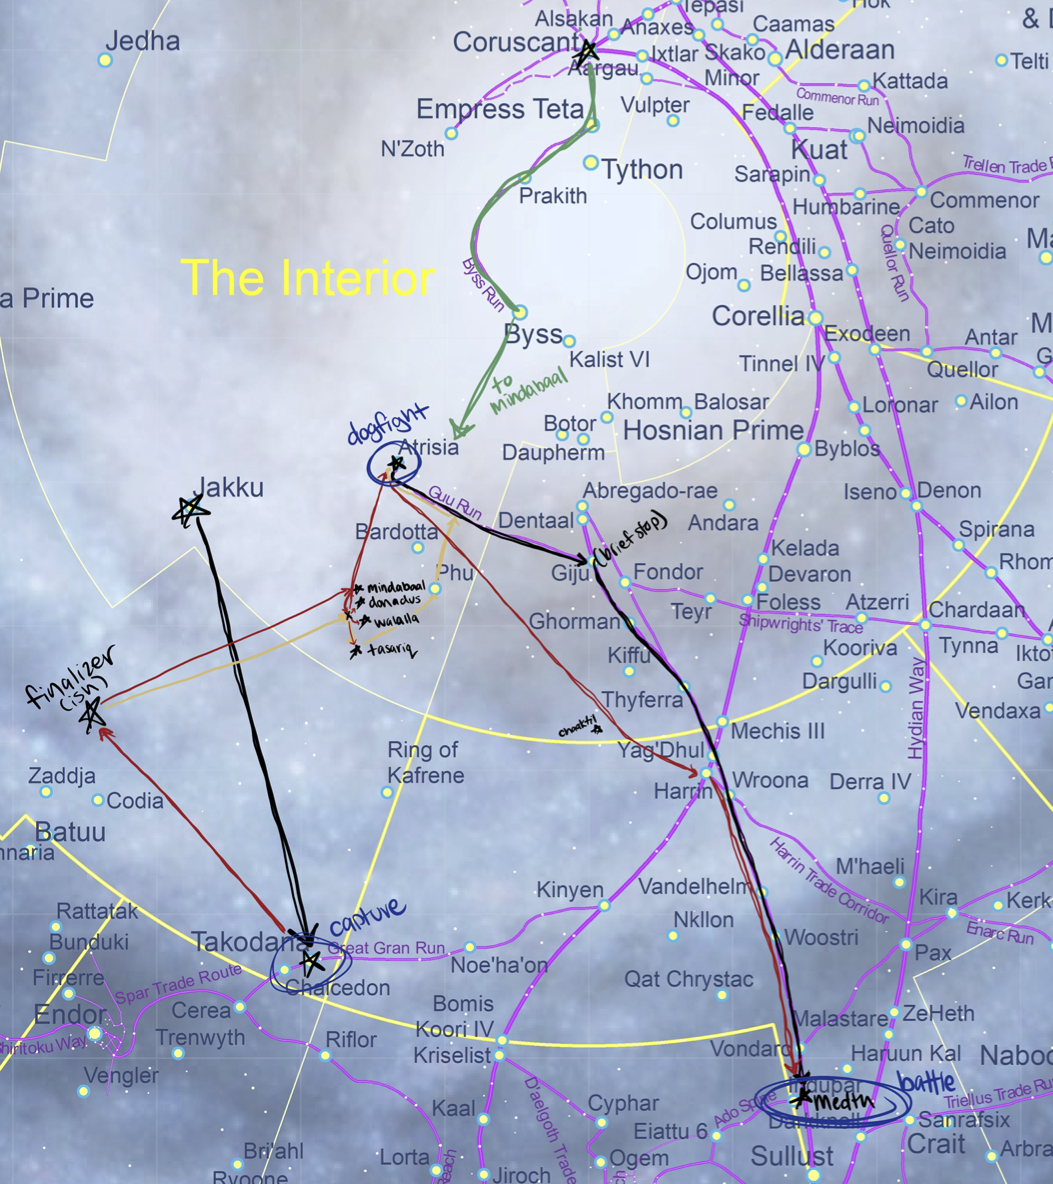 Tepasi
Hok
Alsakan
Anaxes
Caamas
& 
Jedha
Coruscant
Ixtlar
Skako
Alderaan
Telti
Aargau
Minor
Kattada
Commenor Run
Empress Teta
Vulpter
Fedalle
Neimoidia
N'Zoth
Kuat
Trellen Trade
Tython
Sarapin
Prakith
Humbarine
Commenor
Columus
Cato
Neimoidia
Rendili
Quellor Run
The Interior
Byss Run
Ojom
Bellassa
a Prime
Corellia
Exodeen
Byss
Antar
Kalist VI
Tinnel IV
Quellor
to
mindabaal
Khomm
Balosar
Loronar
Ailon
dogfight
Botor
Hosnian Prime
Atrisia
Daupherm
Byblos
Jakku
Guu Run
Abregado-rae
Iseno
Denon
Dentaal
Andara
(brief stop)
Bardotta
Spirana
Kelada
Giju
Fondor
Devaron
Rhom
Phu
mindabaal
donadus
Teyr
Foless
Atzerri
Chardaan
walalla
Ghorman
Shipwrights' Trace
Tynna
tasariq
Kiffu
Kooriva
Ikto
finalizer
(ish)
Dargulli
Gar
Thyferra
Hydian Way
Vendaxa
chaaktil
Mechis III
Ring of
Kafrene
Yag'Dhul
Zaddja
Wroona
Derra IV
Codia
Harrin
Batuu
nnaria
Harrin Trade Corridor
M'haeli
Kinyen
Vandelhelm
Kira
Kerk
Rattatak
capture
Nkllon
Enarc Run
Bunduki
Takodana
Great Gran Run
Woostri
Pax
Firrerre
Spar Trade Route
Noe'ha'on
Qat Chrystac
Chalcedon
Endor
Cerea
Bomis
Koori IV
Malastare
ZeHeth
Shiritoku Way
Trenwyth
Riflor
Kriselist
Vondarc
Haruun Kal
Naboo
Vengler
Indupar
battle
medth
Triellus Trade Rou
D'aelgoth Trade
Cyphar
Ado Spine
Darknell
Sanrafsix
Kaal
Eiattu 6
Crait
Bri'ahl
Sullust
Arbra
Lorta
Ogem
Ryoone
Jiroch